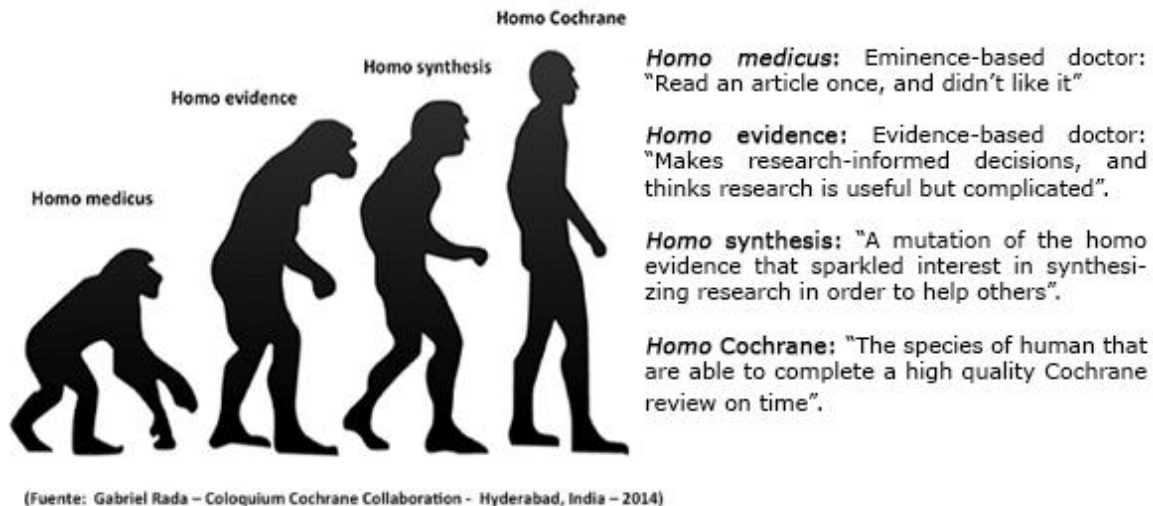 Homo Cochrane
Homo synthesis
Homo evidence
Homo medicus
Homo medicus: Eminence-based doctor:
“Read an article once, and didn’t like it”
Homo evidence: Evidence-based doctor:
“Makes research-informed decisions, and
thinks research is useful but complicated”.
Homo synthesis: “A mutation of the homo
evidence that sparkled interest in synthesi-
zing research in order to help others”.
Homo Cochrane: “The species of human that
are able to complete a high quality Cochrane
review on time”.
(Fuente: Gabriel Rada – Coloquium Cochrane Collaboration - Hyderabad, India – 2014)